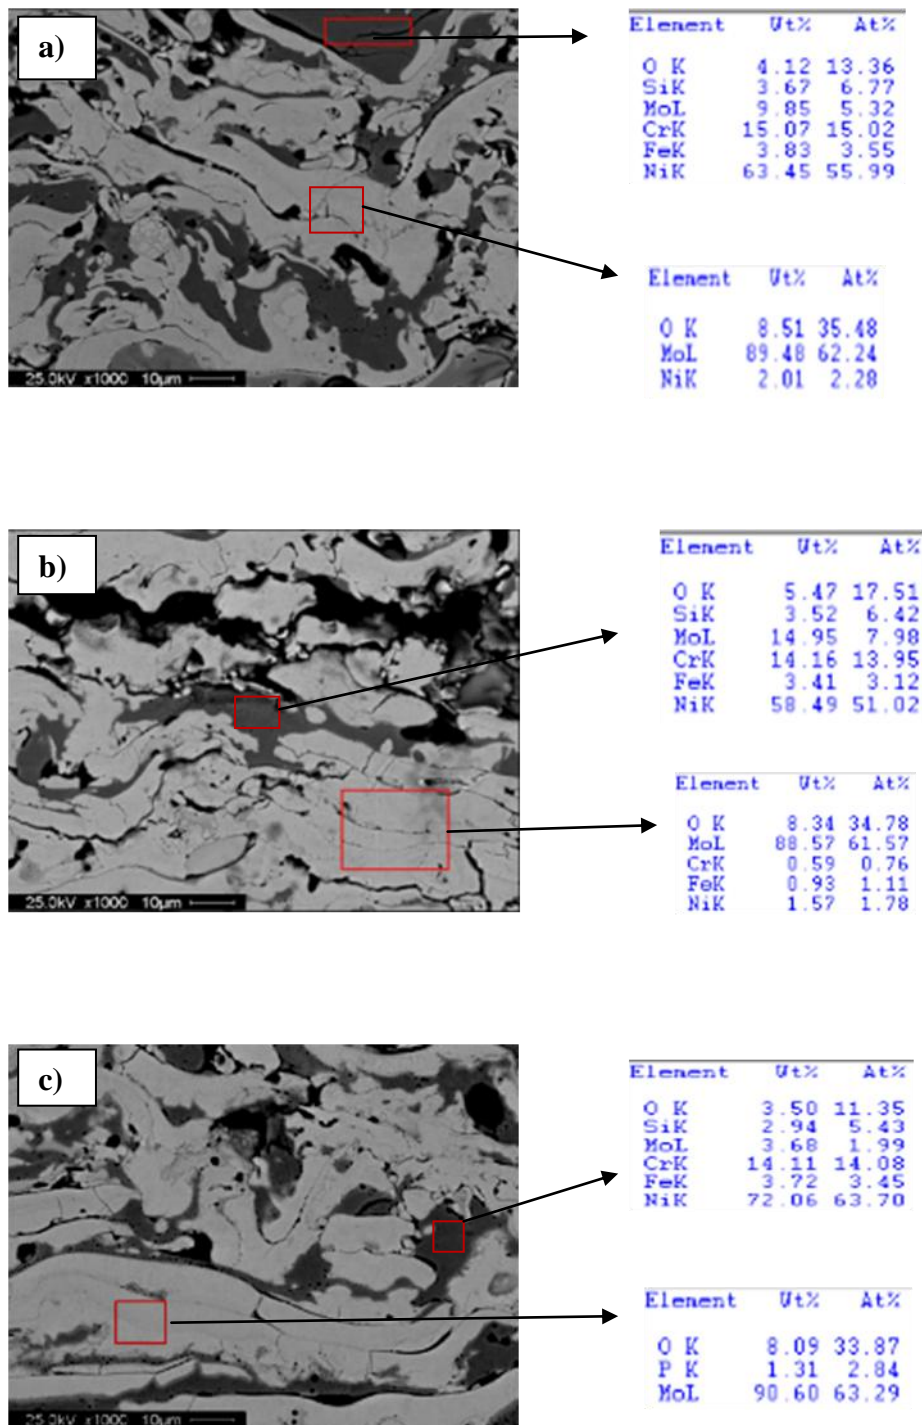 a)
Element Wt% At%
O K 4.12 13.36
SiK 3.67 6.77
MoL 9.85 5.32
CrK 15.07 15.02
FeK 3.83 3.55
NiK 63.45 55.99
Element Wt% At%
O K 8.51 35.48
MoL 89.48 62.24
NiK 2.01 2.28
25.0kV x1000 10µm
b)
Element Wt% At%
O K 5.47 17.51
SiK 3.52 6.42
MoL 14.95 7.98
CrK 14.16 13.95
FeK 3.41 3.12
NiK 58.49 51.02
Element Wt% At%
O K 8.34 34.78
MoL 88.57 61.57
CrK 0.59 0.76
FeK 0.93 1.11
NiK 1.57 1.78
25.0kV x1000 10µm
c)
Element Wt% At%
O K 3.50 11.35
SiK 2.94 5.43
MoL 3.68 1.99
CrK 14.11 14.08
FeK 3.72 3.45
NiK 72.06 63.70
Element Wt% At%
O K 8.09 33.87
P K 1.31 2.84
MoL 90.60 63.29
25.0kV x1000 10µm